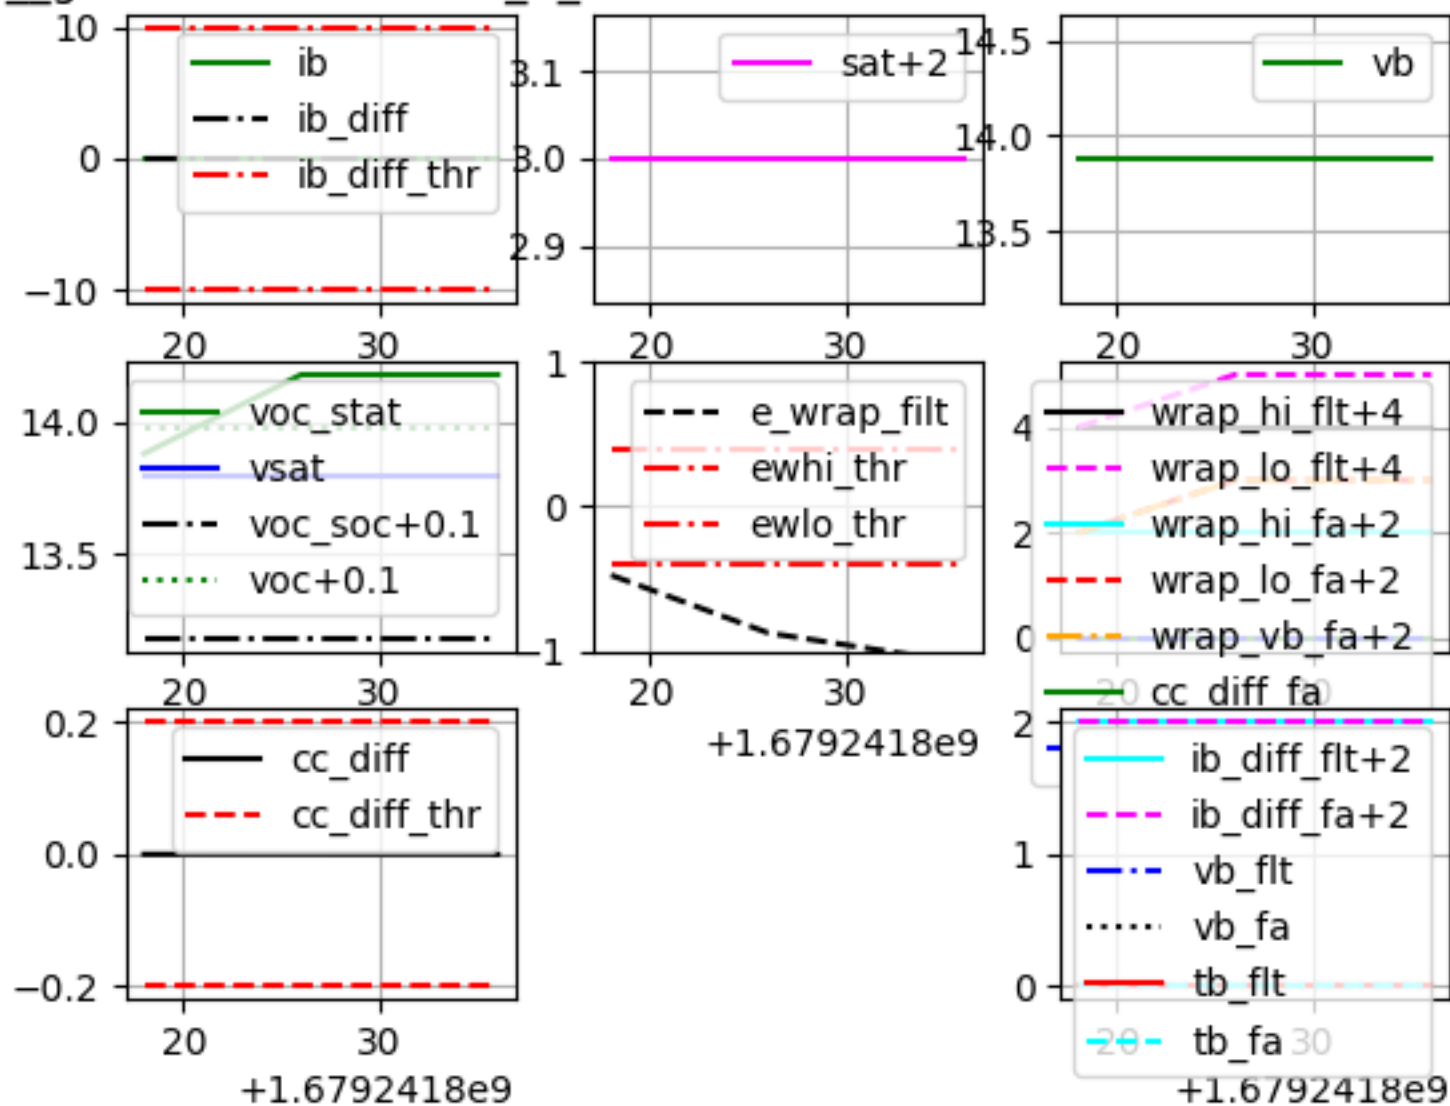 10
0
−10
ib
ib_diff
ib_diff_thr
20 30
3.1
3.0
2.9
sat+2
20 30
14.5
14.0
13.5
vb
20 30
14.0
13.5
voc_stat
vsat
voc_soc+0.1
voc+0.1
20 30
1
0
−1
e_wrap_filt
ewhi_thr
ewlo_thr
20 30
+1.6792418e9
4
2
0
wrap_hi_flt+4
wrap_lo_flt+4
wrap_hi_fa+2
wrap_lo_fa+2
wrap_vb_fa+2
cc_diff_fa
20 30
0.2
0.0
−0.2
cc_diff
cc_diff_thr
20 30
+1.6792418e9
2
1
0
ib_diff_flt+2
ib_diff_fa+2
vb_flt
vb_fa
tb_flt
tb_fa
20 30
+1.6792418e9